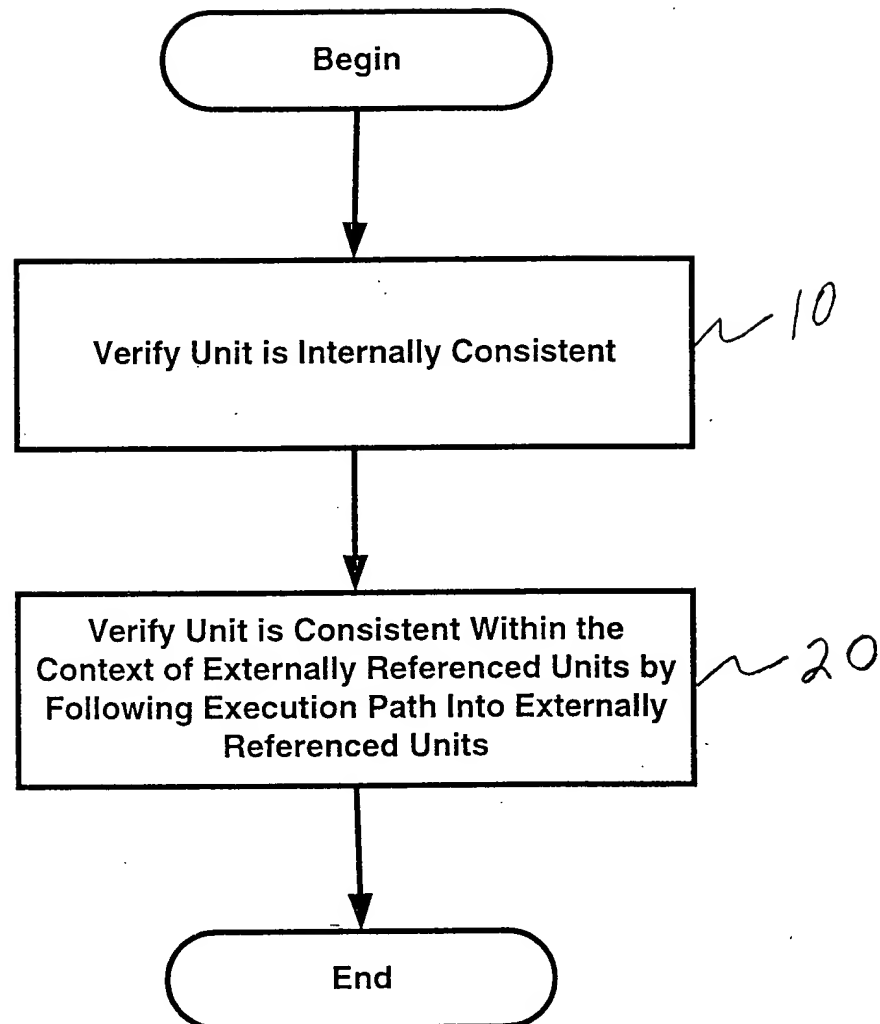 Begin
Verify Unit is Internally Consistent
10
Verify Unit is Consistent Within the
Context of Externally Referenced Units by
Following Execution Path Into Externally
Referenced Units
20
End